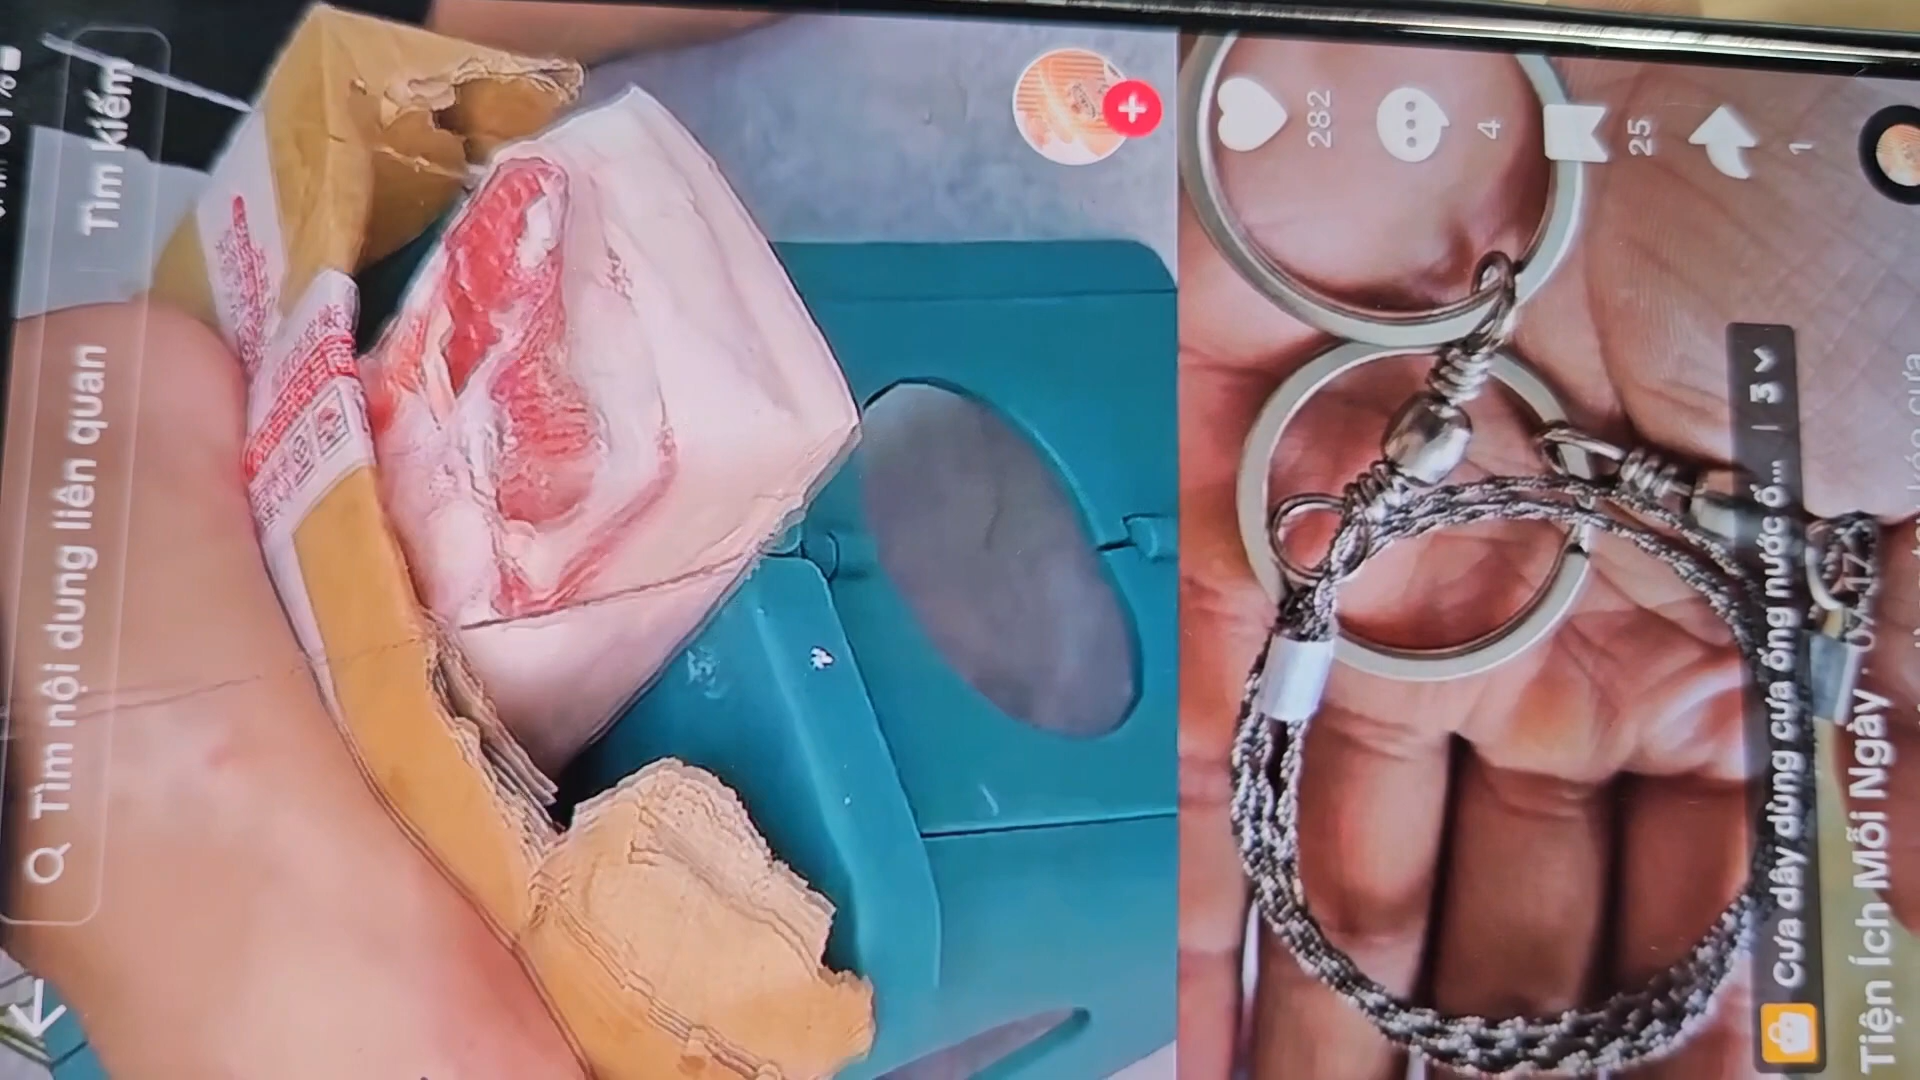 Tìm nội dung liên quan
Tìm kiếm
282
4
25
1
Cưa dây dùng cưa ống nước ố... | 3
Tiện Ích Mỗi Ngày